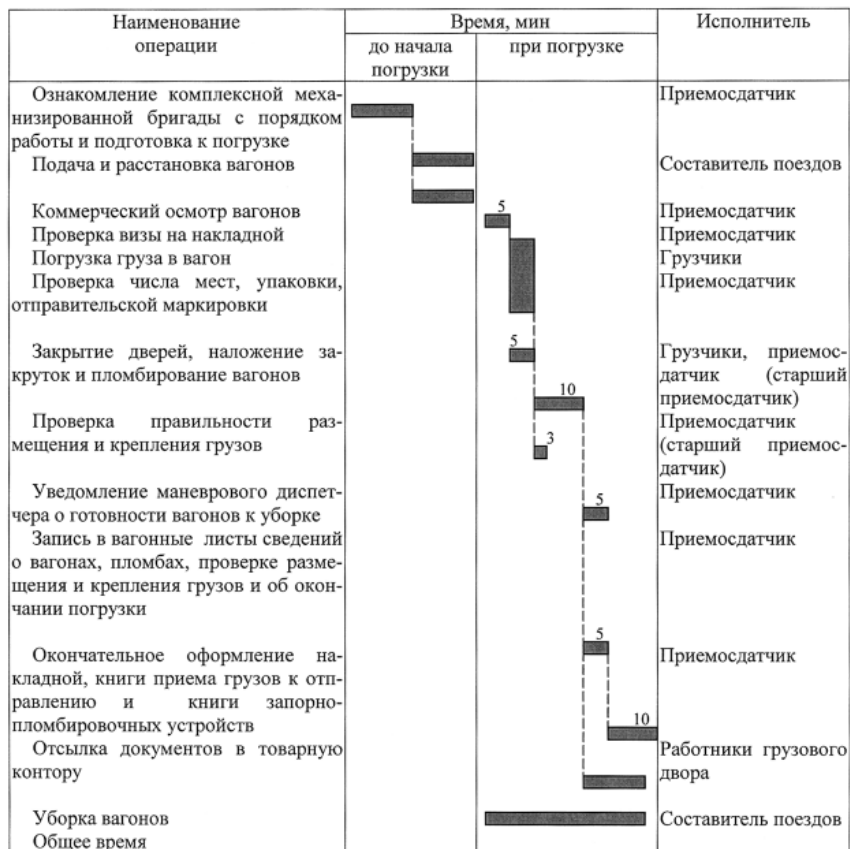 Наименование
операции
Время, мин
Исполнитель
до начала
погрузки
при погрузке
Ознакомление комплексной меха-
низированной бригады с порядком
работы и подготовка к погрузке
Приемосдатчик
Подача и расстановка вагонов
Составитель поездов
Коммерческий осмотр вагонов
5
Приемосдатчик
Проверка визы на накладной
Приемосдатчик
Погрузка груза в вагон
Грузчики
Проверка числа мест, упаковки,
отправительской маркировки
Приемосдатчик
Закрытие дверей, наложение за-
круток и пломбирование вагонов
5
Грузчики, приемос-
датчик (старший
приемосдатчик)
10
Проверка правильности раз-
мещения и крепления грузов
3
Приемосдатчик
(старший приемос-
датчик)
Уведомление маневрового диспет-
чера о готовности вагонов к уборке
5
Приемосдатчик
Запись в вагонные листы сведений
о вагонах, пломбах, проверке разме-
щения и крепления грузов и об окон-
чании погрузки
Приемосдатчик
5
Окончательное оформление на-
кладной, книги приема грузов к отп-
равлению и книги запорно-
пломбировочных устройств
Приемосдатчик
10
Отсылка документов в товарную
контору
Работники грузового
двора
Уборка вагонов
Составитель поездов
Общее время